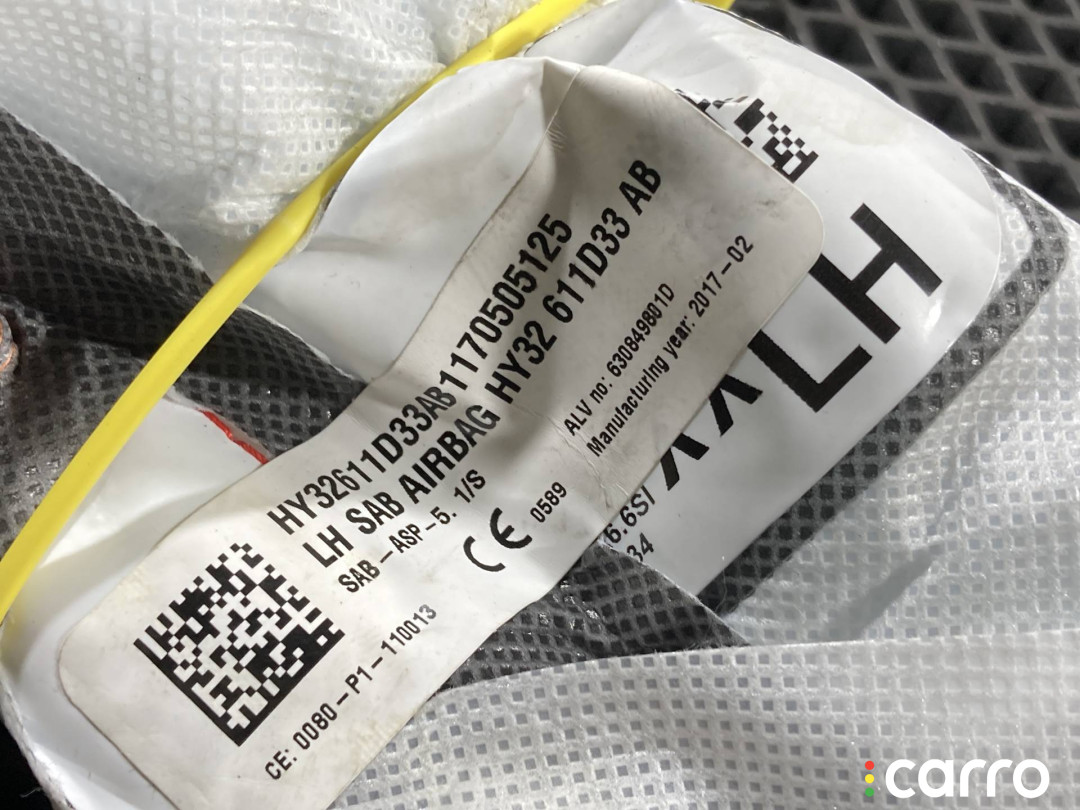 HY32611D33AB1170505125
LH SAB AIRBAG HY32 611D33 AB
SAB-ASP-5. 1/S
CE 0589
ALV no: 630849801D
Manufacturing year: 2017-02
CE: 0080-P1-110013
LH
6.6S/
34
carro